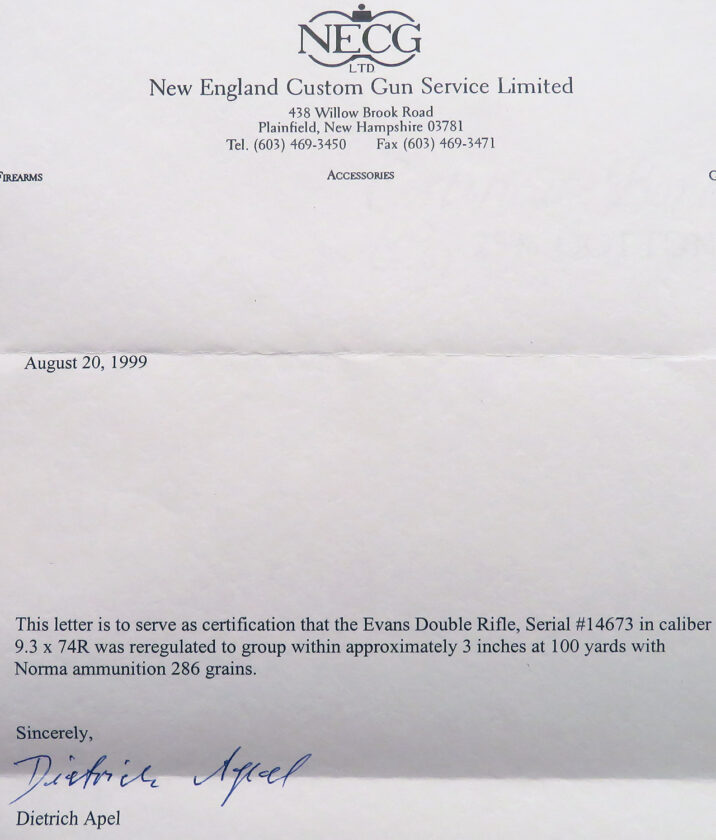 NECG
LTD
New England Custom Gun Service Limited
438 Willow Brook Road
Plainfield, New Hampshire 03781
Tel. (603) 469-3450 Fax (603) 469-3471
FIREARMS ACCESSORIES
August 20, 1999
This letter is to serve as certification that the Evans Double Rifle, Serial #14673 in caliber
9.3 x 74R was reregulated to group within approximately 3 inches at 100 yards with
Norma ammunition 286 grains.
Sincerely,
Dietrich Apel
Dietrich Apel